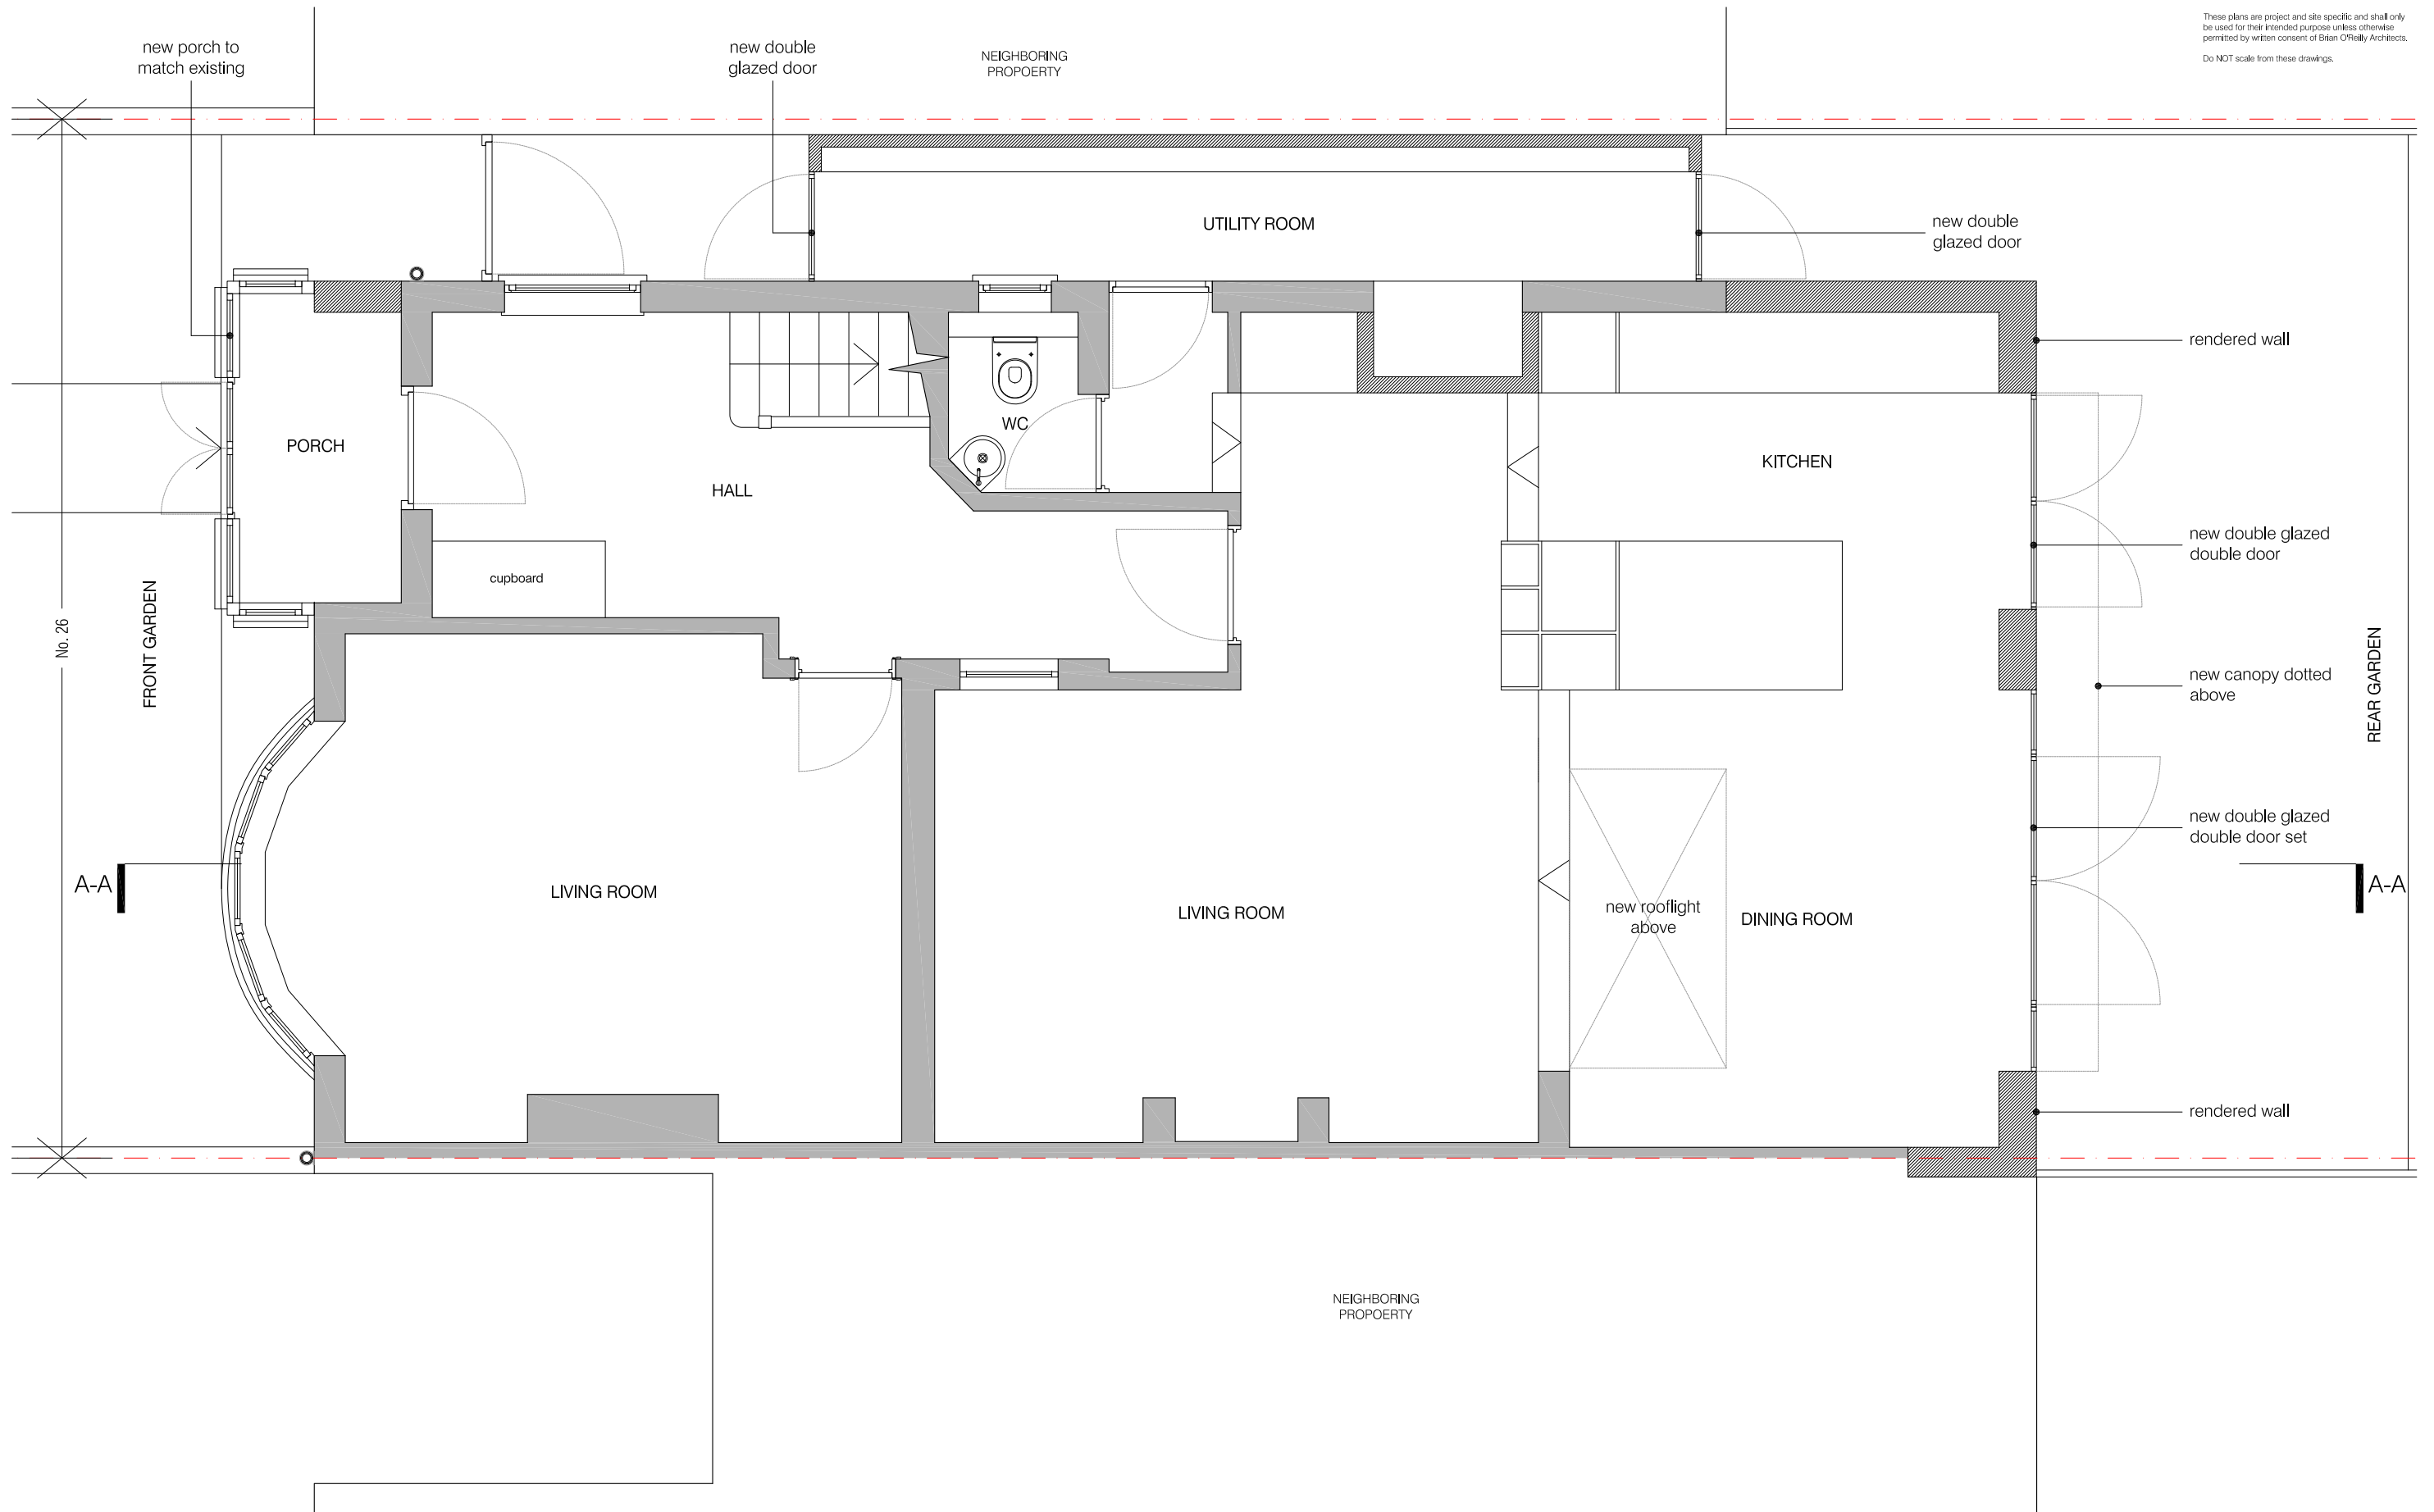 These plans are project and site specific and shall only
be used for their intended purpose unless otherwise
permitted by written consent of Brian O'Reilly Architects.
Do NOT scale from these drawings.
new porch to
match existing
new double
glazed door
NEIGHBORING
PROPOERTY
UTILITY ROOM
new double
glazed door
rendered wall
PORCH
WC
HALL
KITCHEN
new double glazed
double door
cupboard
No. 26
FRONT GARDEN
REAR GARDEN
new canopy dotted
above
new double glazed
double door set
A-A
LIVING ROOM
LIVING ROOM
new rooflight
above
DINING ROOM
A-A
rendered wall
NEIGHBORING
PROPOERTY